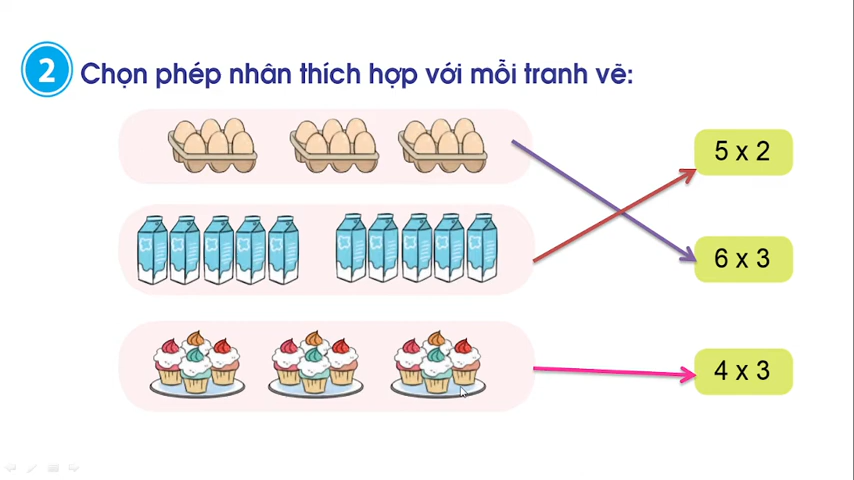 2 Chọn phép nhân thích hợp với mỗi tranh vẽ:
5 x 2
6 x 3
4 x 3